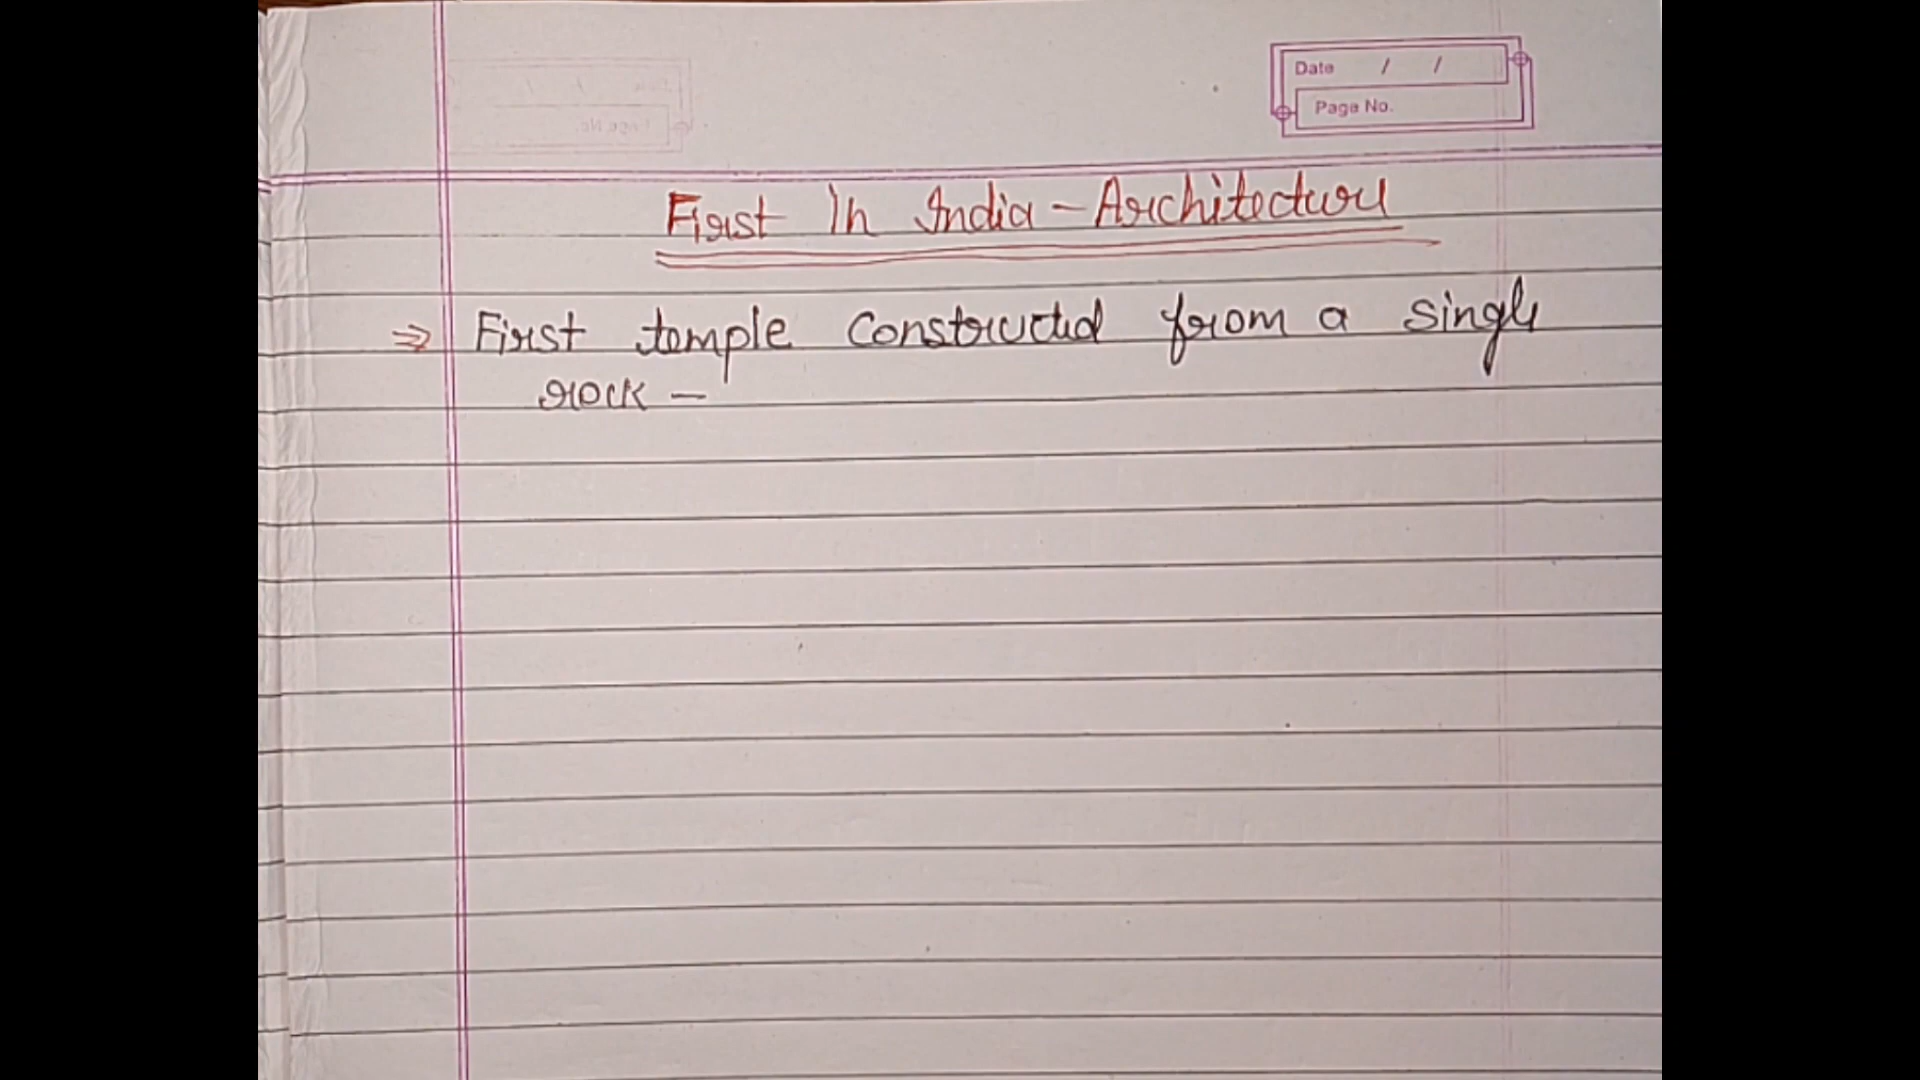 Date / /
Page No.
First In India - Architecture
⇒ First temple constructed from a single
rock -